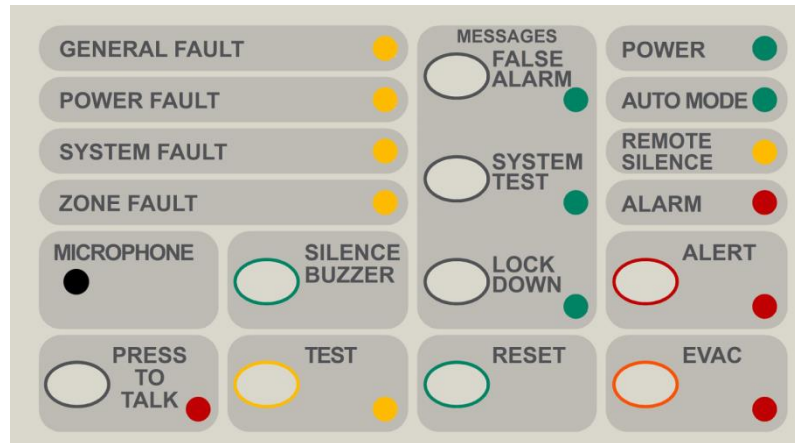 GENERAL FAULT
POWER FAULT
SYSTEM FAULT
ZONE FAULT
MESSAGES
FALSE
ALARM
SYSTEM
TEST
LOCK
DOWN
POWER
AUTO MODE
REMOTE
SILENCE
ALARM
MICROPHONE
SILENCE
BUZZER
ALERT
PRESS
TO
TALK
TEST
RESET
EVAC